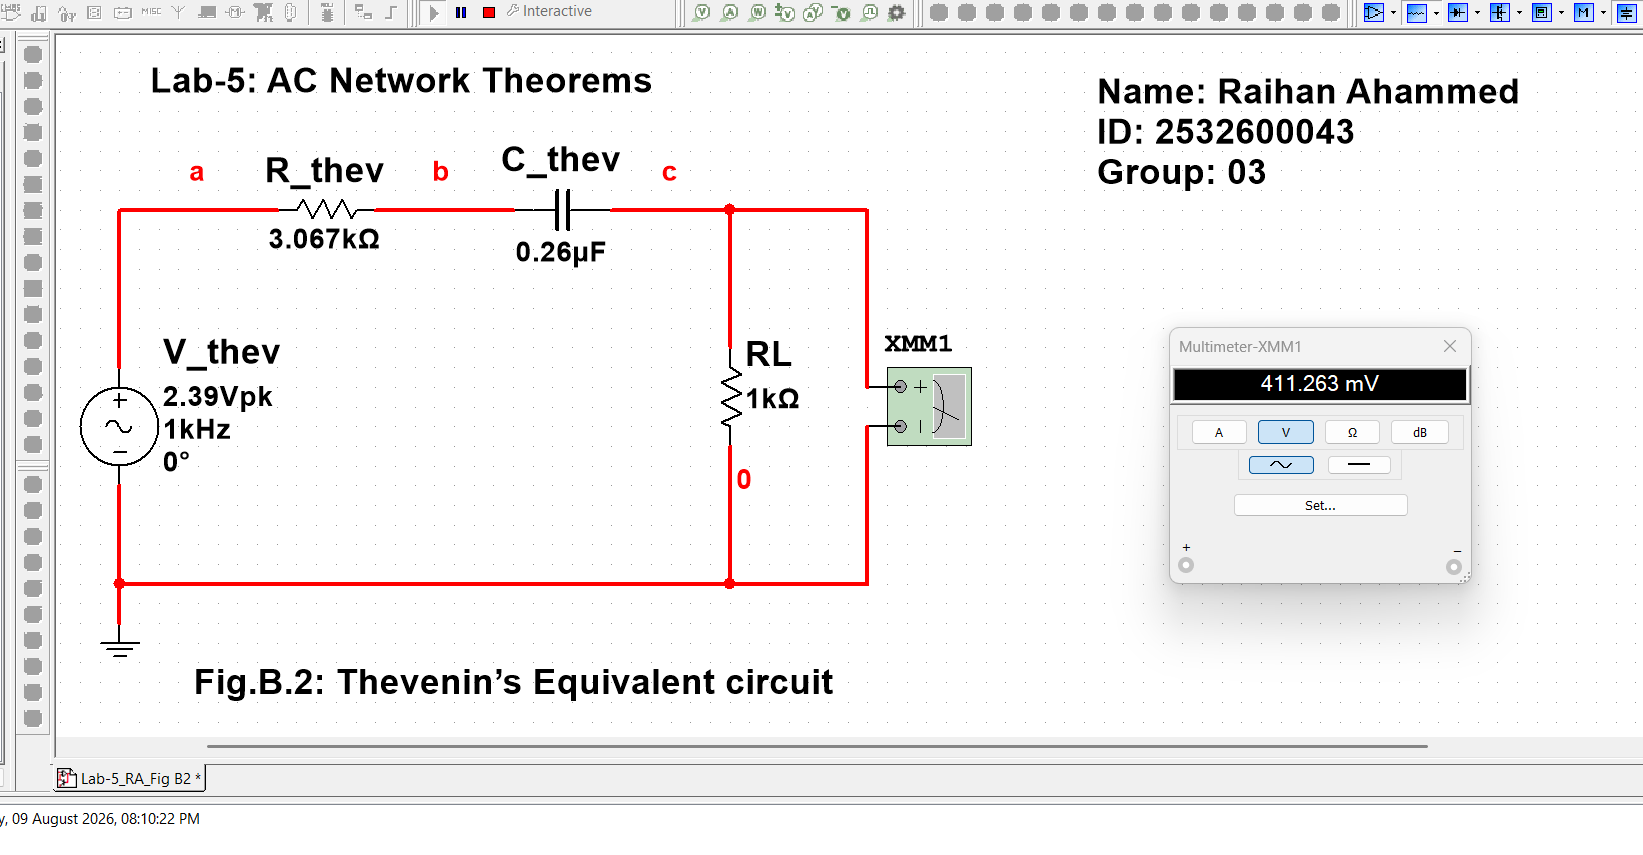 MISC
Interactive
Lab-5: AC Network Theorems
Name: Raihan Ahammed
ID: 2532600043
Group: 03
a
R_thev
b
C_thev
c
3.067kΩ
0.26µF
V_thev
2.39Vpk
1kHz
0°
RL
1kΩ
0
XMM1
Multimeter-XMM1
411.263 mV
A V Ω dB
Set...
+ –
Fig.B.2: Thevenin’s Equivalent circuit
Lab-5_RA_Fig B2 *
y, 09 August 2026, 08:10:22 PM